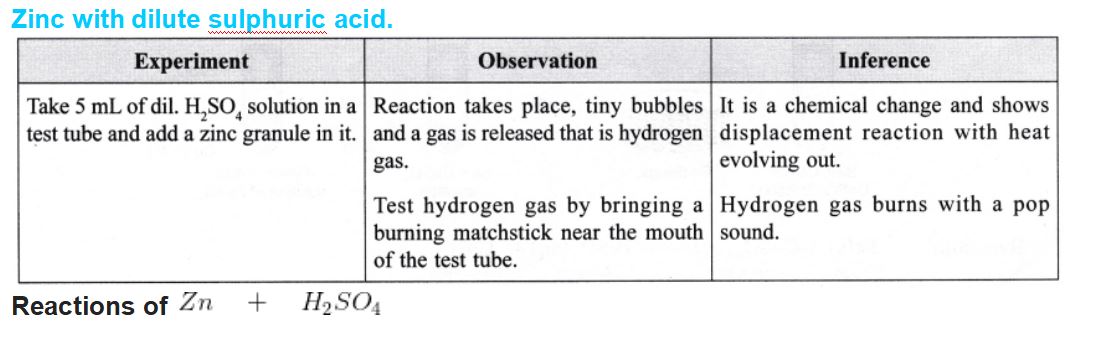 Zinc with dilute sulphuric acid.
Experiment
Observation
Inference
Take 5 mL of dil. H₂SO₄ solution in a
test tube and add a zinc granule in it.
Reaction takes place, tiny bubbles
and a gas is released that is hydrogen
gas.
Test hydrogen gas by bringing a
burning matchstick near the mouth
of the test tube.
It is a chemical change and shows
displacement reaction with heat
evolving out.
Hydrogen gas burns with a pop
sound.
Reactions of Zn + H₂SO₄